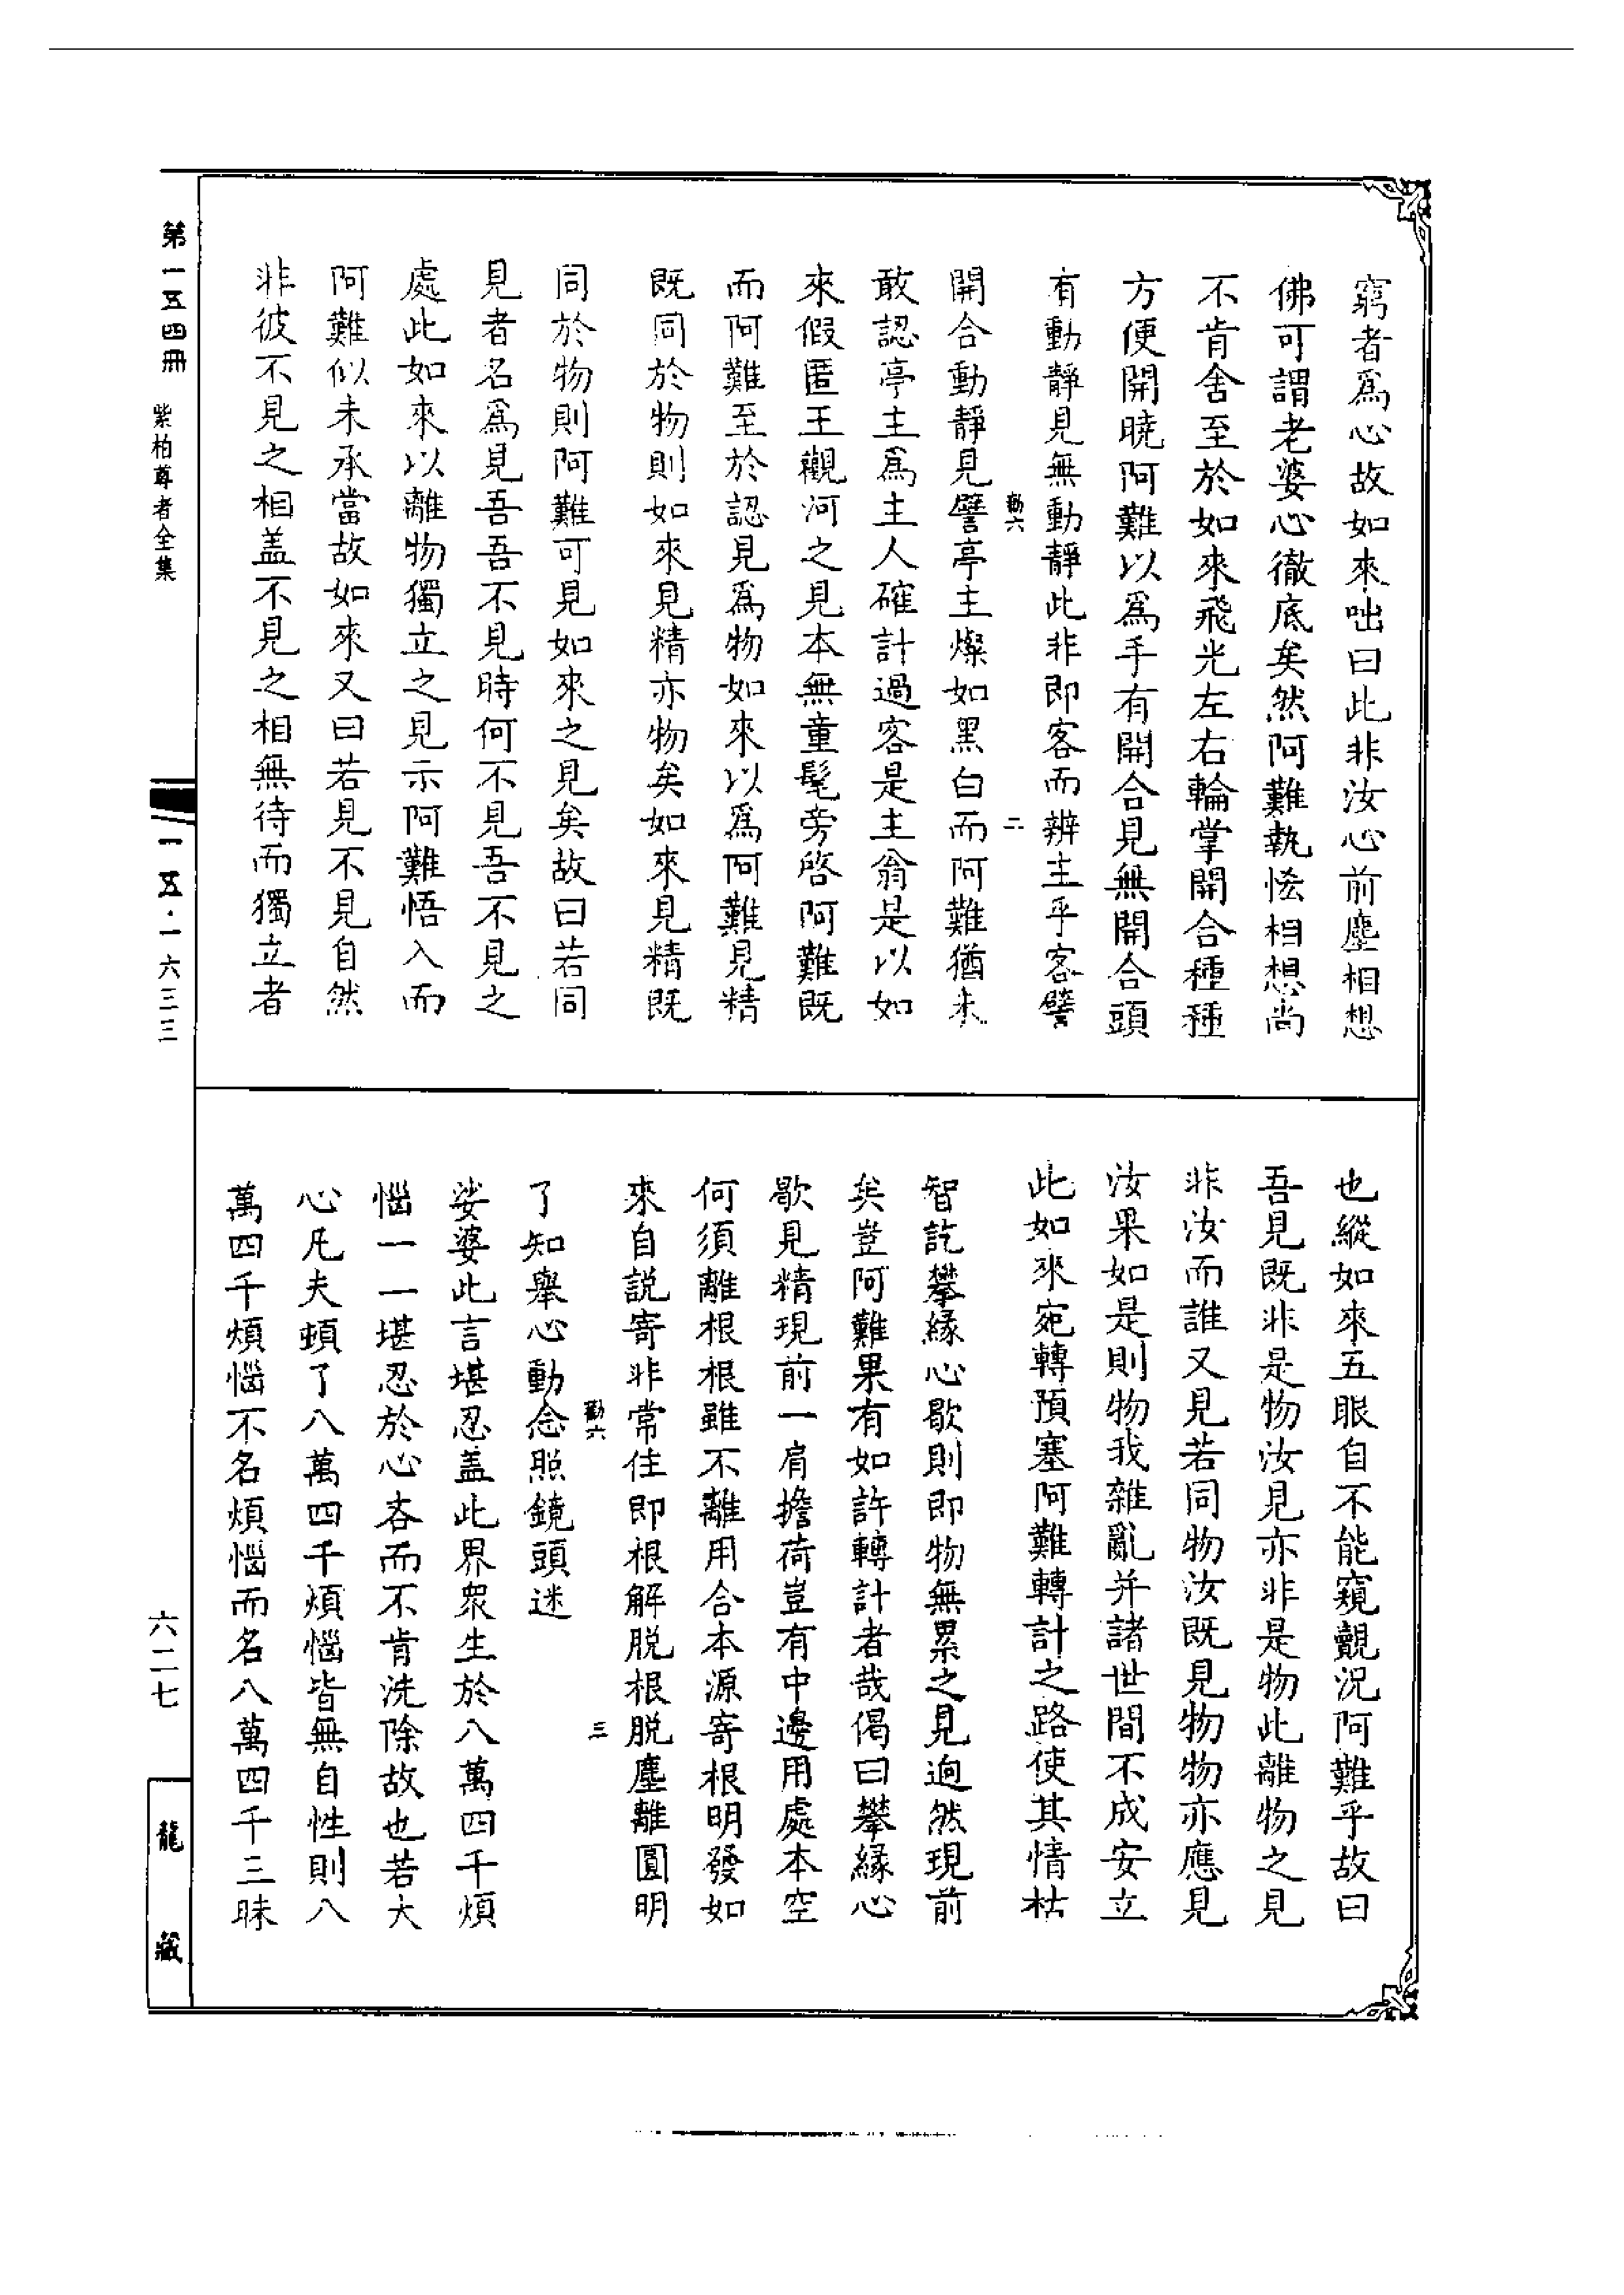 窮者爲心故如來咄曰此非汝心前塵相想
佛可謂老婆心徹底矣然阿難執恡相想尚
不肯舍至於如來飛光左右輪掌開合種種
方便開曉阿難以爲手有開合見無開合頭
有動靜見無動靜此非即客而辨主乎客譬
勸六
二
開合動靜見譬亭主燦如黑白而阿難猶未
敢認亭主爲主人確計過客是主翁是以如
來假匿王觀河之見本無童髦旁啓阿難既
而阿難至於認見爲物如來以爲阿難見精
既同於物則如來見精亦物矣如來見精既
同於物則阿難可見如來之見矣故曰若同
見者名爲見吾吾不見時何不見吾不見之
處此如來以離物獨立之見示阿難悟入而
阿難似未承當故如來又曰若見不見自然
非彼不見之相盖不見之相無待而獨立者
也縱如來五眼自不能窺覰況阿難乎故曰
吾見既非是物汝見亦非是物此離物之見
非汝而誰又見若同物汝既見物物亦應見
汝果如是則物我雜亂并諸世間不成安立
此如來宛轉預塞阿難轉計之路使其情枯
智訖攀緣心歇則即物無累之見逈然現前
矣豈阿難果有如許轉計者哉偈曰攀緣心
歇見精現前一肩擔荷豈有中邊用處本空
何須離根根雖不離用合本源寄根明發如
來自説寄非常住即根解脱根脱塵離圓明
勸六
三
了知舉心動念照鏡頭迷
娑婆此言堪忍盖此界衆生於八萬四千煩
惱一一堪忍於心吝而不肯洗除故也若大
心凡夫頓了八萬四千煩惱皆無自性則八
萬四千煩惱不名煩惱而名八萬四千三昧
第一五四冊
紫柏尊者全集
一五·一六三三
六二七
龍藏